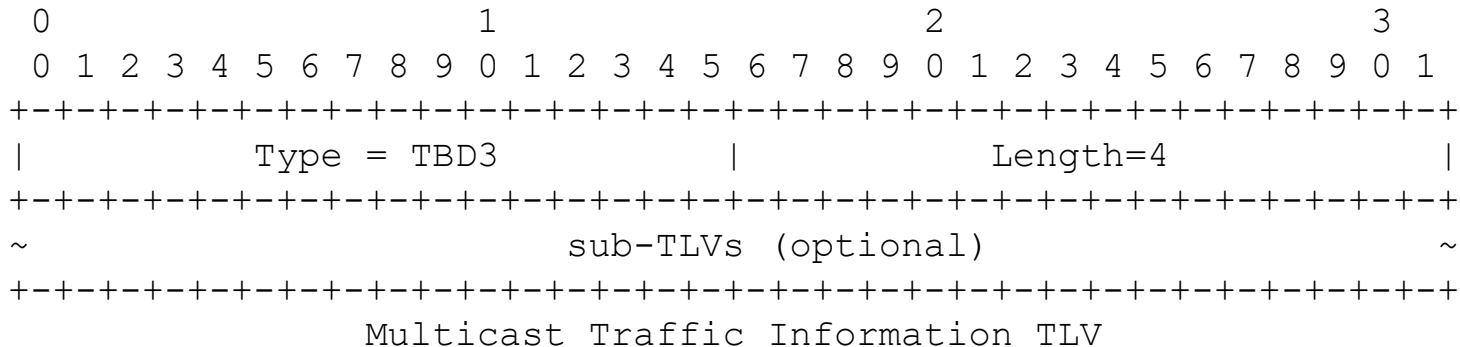 0                   1                   2                   3
 0 1 2 3 4 5 6 7 8 9 0 1 2 3 4 5 6 7 8 9 0 1 2 3 4 5 6 7 8 9 0 1
+-+-+-+-+-+-+-+-+-+-+-+-+-+-+-+-+-+-+-+-+-+-+-+-+-+-+-+-+-+-+-+-+
|          Type = TBD3          |           Length=4            |
+-+-+-+-+-+-+-+-+-+-+-+-+-+-+-+-+-+-+-+-+-+-+-+-+-+-+-+-+-+-+-+-+
~                        sub-TLVs (optional)                    ~
+-+-+-+-+-+-+-+-+-+-+-+-+-+-+-+-+-+-+-+-+-+-+-+-+-+-+-+-+-+-+-+-+
                Multicast Traffic Information TLV